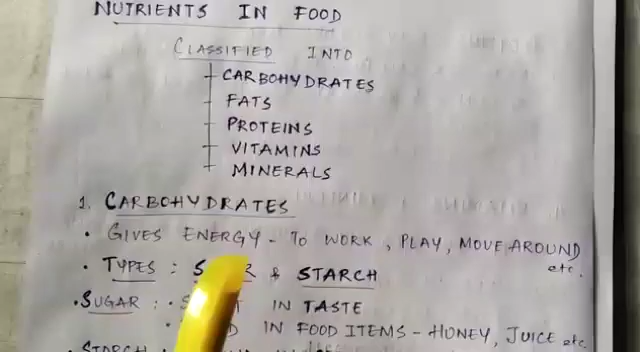 NUTRIENTS IN FOOD
CLASSIFIED INTO
CARBOHYDRATES
FATS
PROTEINS
VITAMINS
MINERALS
1. CARBOHYDRATES
• GIVES ENERGY - TO WORK, PLAY, MOVE AROUND etc.
• TYPES : & STARCH
• SUGAR : • IN TASTE
• IN FOOD ITEMS - HONEY, JUICE etc
STARCH